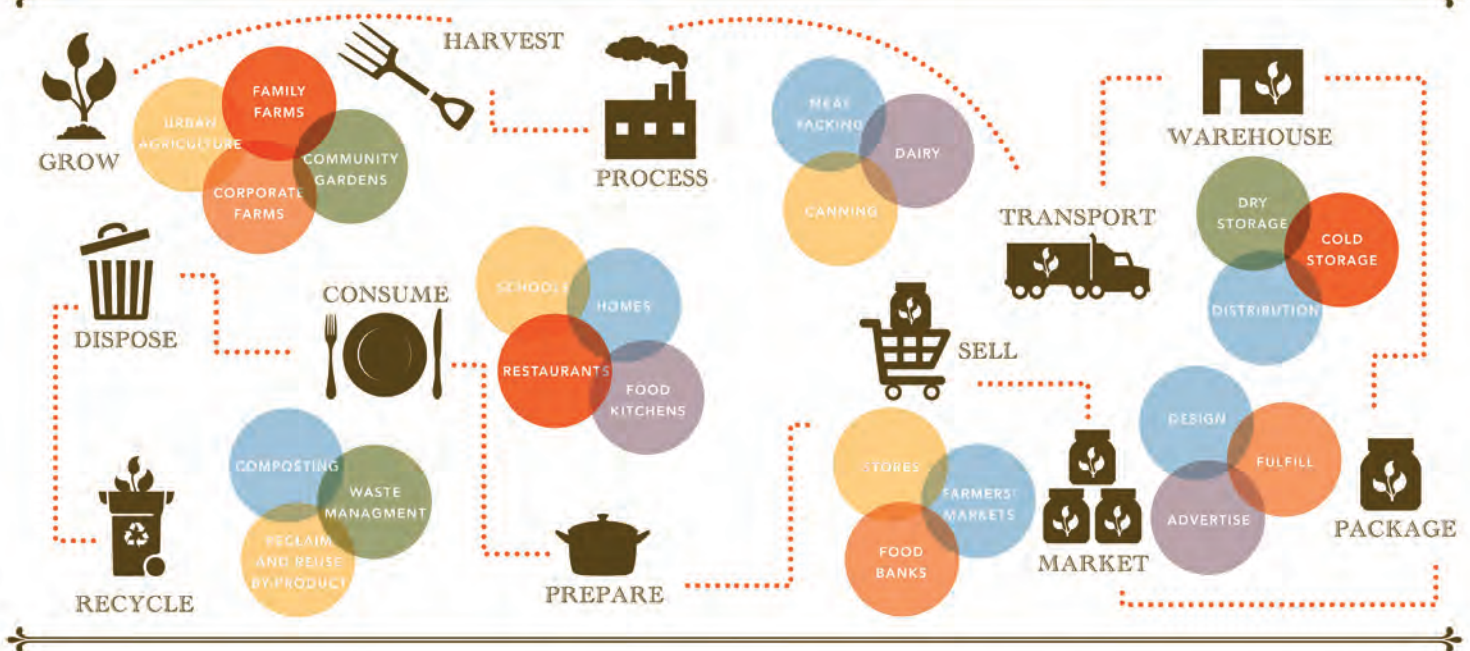 GROW
URBAN
AGRICULTURE
FAMILY
FARMS
COMMUNITY
GARDENS
CORPORATE
FARMS
HARVEST
PROCESS
MEAT
PACKING
DAIRY
CANNING
TRANSPORT
WAREHOUSE
DRY
STORAGE
COLD
STORAGE
DISTRIBUTION
PACKAGE
DESIGN
FULFILL
ADVERTISE
MARKET
SELL
STORES
FARMERS'
MARKETS
FOOD
BANKS
PREPARE
CONSUME
SCHOOLS
HOMES
RESTAURANTS
FOOD
KITCHENS
DISPOSE
COMPOSTING
WASTE
MANAGMENT
RECLAIM
AND REUSE
BY-PRODUCT
RECYCLE